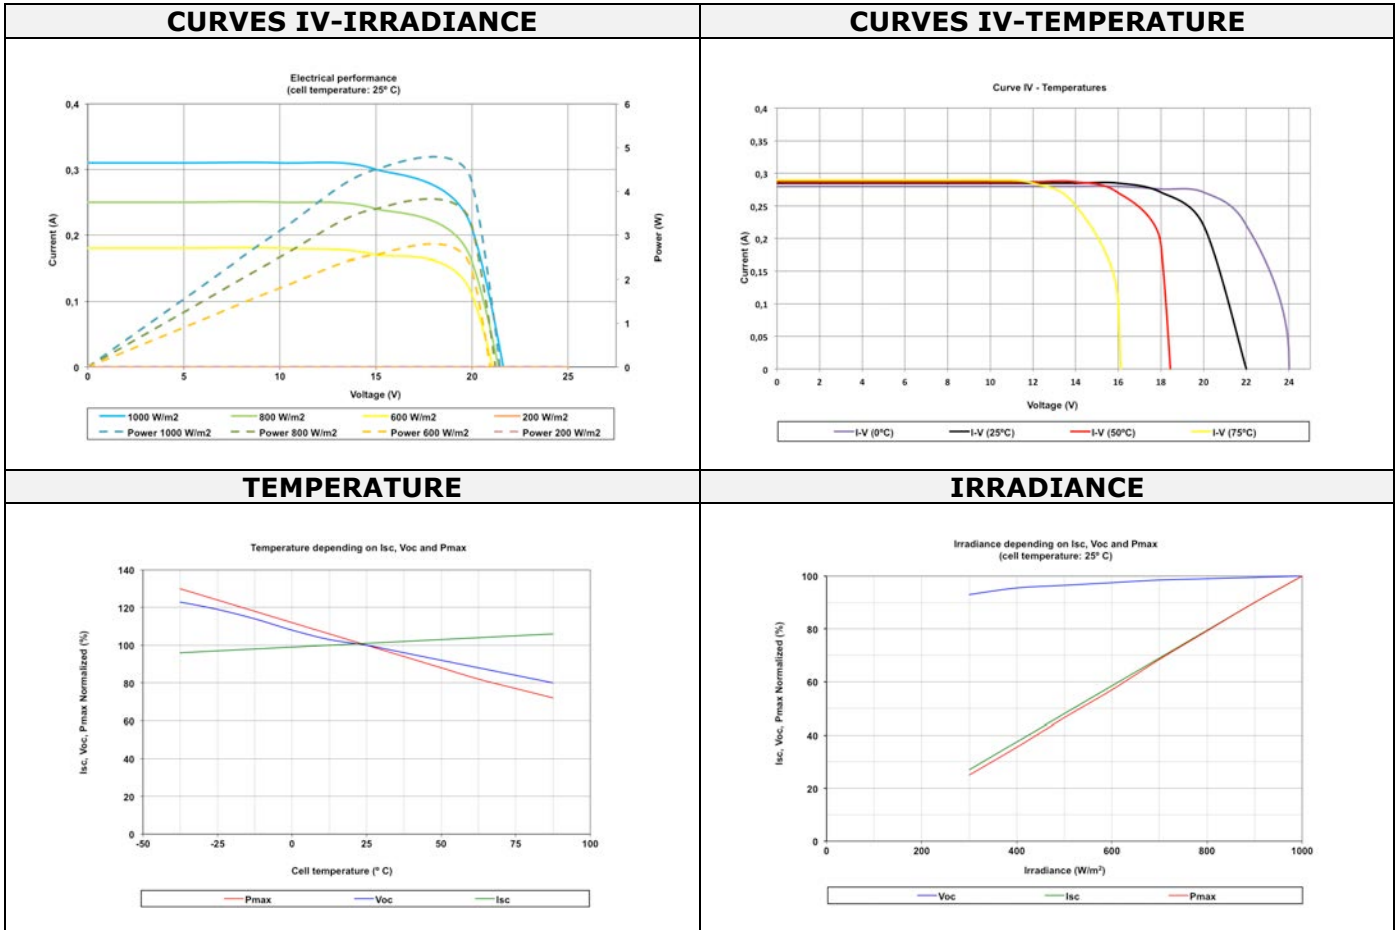 CURVES IV-IRRADIANCE
Electrical performance
(cell temperature: 25º C)
0,4
0,3
0,2
0,1
0
6
5
4
3
2
1
0
0 5 10 15 20 25
Current (A)
Power (W)
Voltage (V)
1000 W/m2 800 W/m2 600 W/m2 200 W/m2
Power 1000 W/m2 Power 800 W/m2 Power 600 W/m2 Power 200 W/m2
CURVES IV-TEMPERATURE
Curve IV - Temperatures
0,4
0,35
0,3
0,25
0,2
0,15
0,1
0,05
0
0 2 4 6 8 10 12 14 16 18 20 22 24
Current (A)
Voltage (V)
I-V (0ºC) I-V (25ºC) I-V (50ºC) I-V (75ºC)
TEMPERATURE
Temperature depending on Isc, Voc and Pmax
140
120
100
80
60
40
20
0
-50 -25 0 25 50 75 100
Isc, Voc, Pmax Normalized (%)
Cell temperature (º C)
Pmax Voc Isc
IRRADIANCE
Irradiance depending on Isc, Voc and Pmax
(cell temperature: 25º C)
100
80
60
40
20
0
0 200 400 600 800 1000
Isc, Voc, Pmax Normalized (%)
Irradiance (W/m²)
Voc Isc Pmax